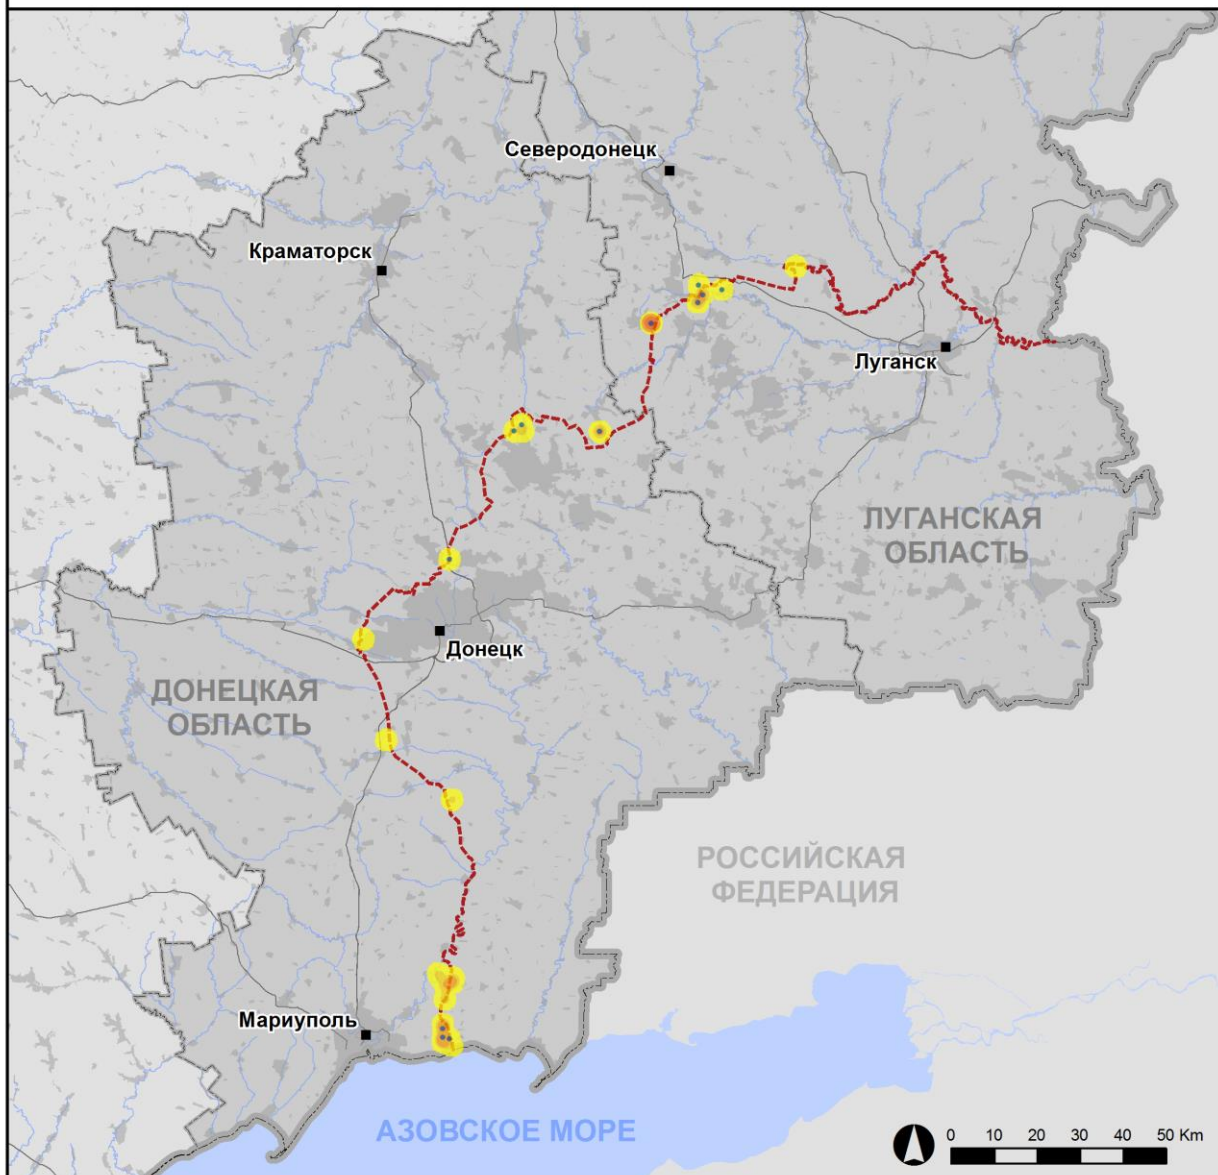 Северодонецк
Краматорск
Луганск
ЛУГАНСКАЯ
ОБЛАСТЬ
Донецк
ДОНЕЦКАЯ
ОБЛАСТЬ
РОССИЙСКАЯ
ФЕДЕРАЦИЯ
Мариуполь
АЗОВСКОЕ МОРЕ
0 10 20 30 40 50 Km